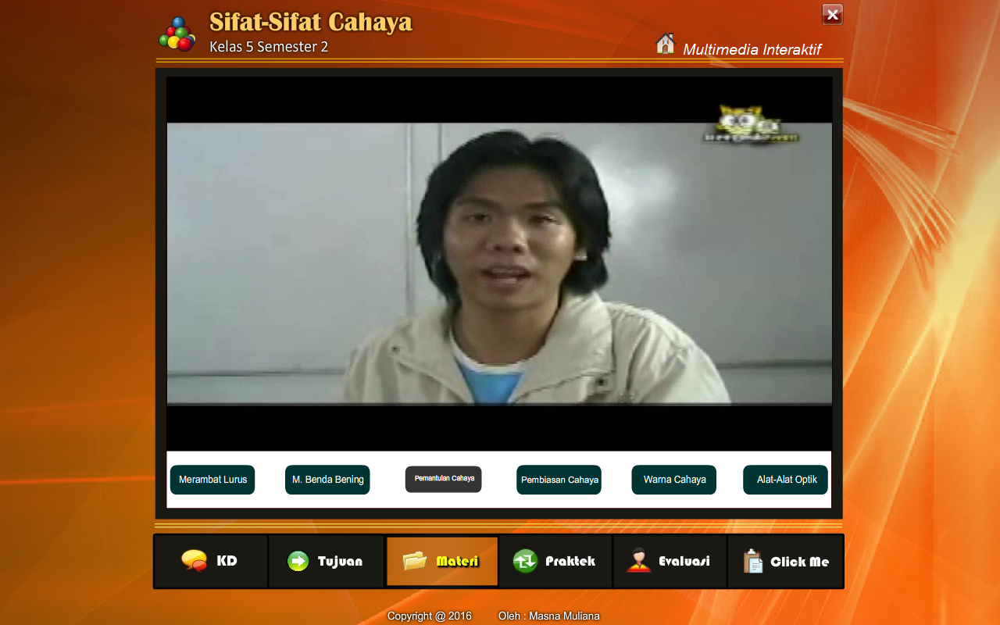 Sifat-Sifat Cahaya
Kelas 5 Semester 2
Multimedia Interaktif
Merambat Lurus
M. Benda Bening
Pemantulan Cahaya
Pembiasan Cahaya
Warna Cahaya
Alat-Alat Optik
KD
Tujuan
Materi
Praktek
Evaluasi
Click Me
Copyright @ 2016
Oleh : Masna Muliana